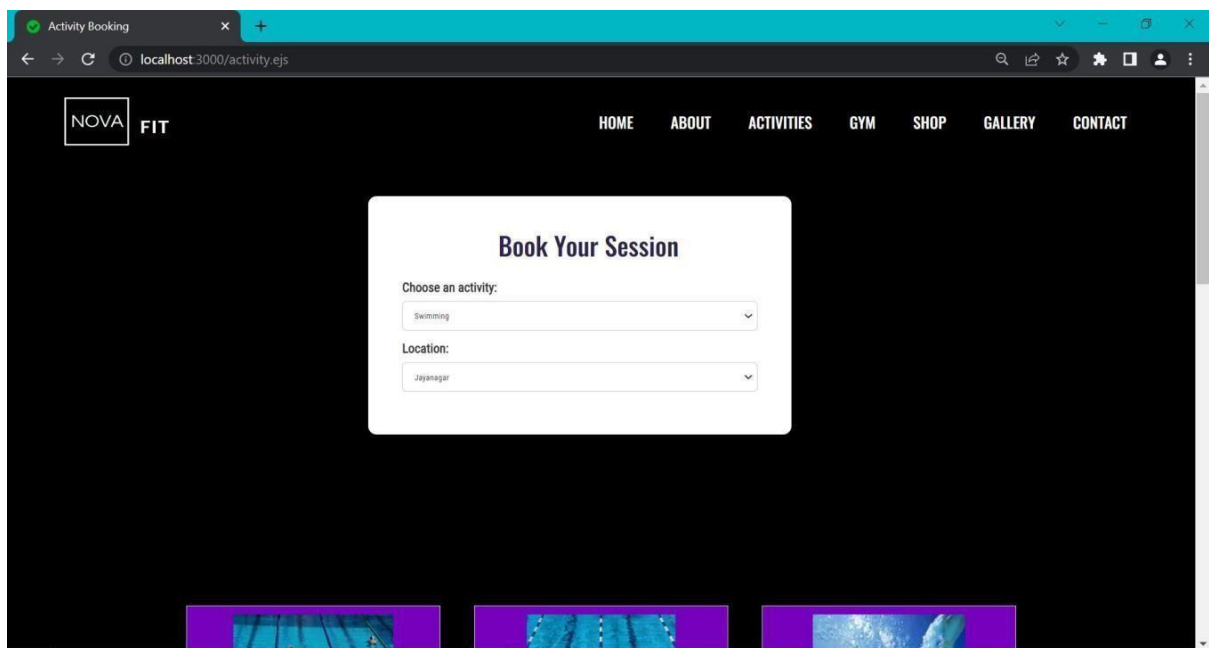 Activity Booking
localhost:3000/activity.ejs
NOVA FIT
HOME ABOUT ACTIVITIES GYM SHOP GALLERY CONTACT
Book Your Session
Choose an activity:
Swimming
Location:
Jayanagar